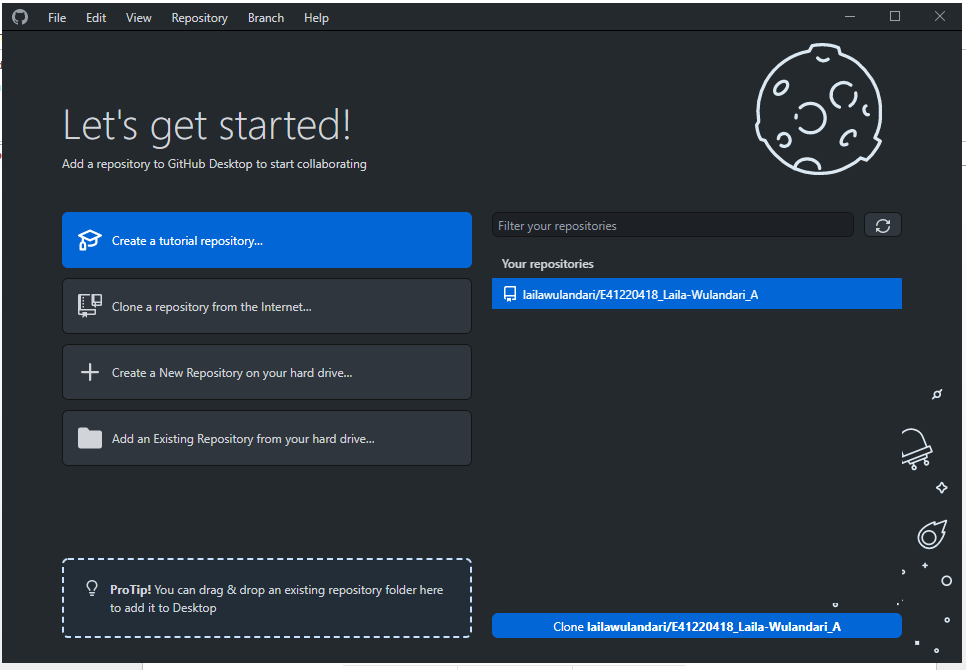 File Edit View Repository Branch Help
Let's get started!
Add a repository to GitHub Desktop to start collaborating
Create a tutorial repository...
Clone a repository from the Internet...
Create a New Repository on your hard drive...
Add an Existing Repository from your hard drive...
ProTip! You can drag & drop an existing repository folder here
to add it to Desktop
Filter your repositories
Your repositories
lailawulandari/E41220418_Laila-Wulandari_A
Clone lailawulandari/E41220418_Laila-Wulandari_A